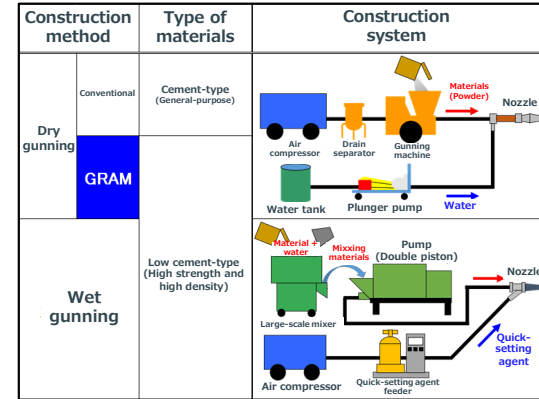 Construction
method
Type of
materials
Construction
system
Dry
gunning
Conventional
GRAM
Cement-type
(General-purpose)
Materials
(Powder)
Nozzle
Air
compressor
Drain
separator
Gunning
machine
Water tank
Plunger pump
Water
Wet
gunning
Low cement-type
(High strength and
high density)
Material +
water
Mixxing
materials
Pump
(Double piston)
Nozzle
Large-scale mixer
Quick-
setting
agent
Air compressor
Quick-setting agent
feeder